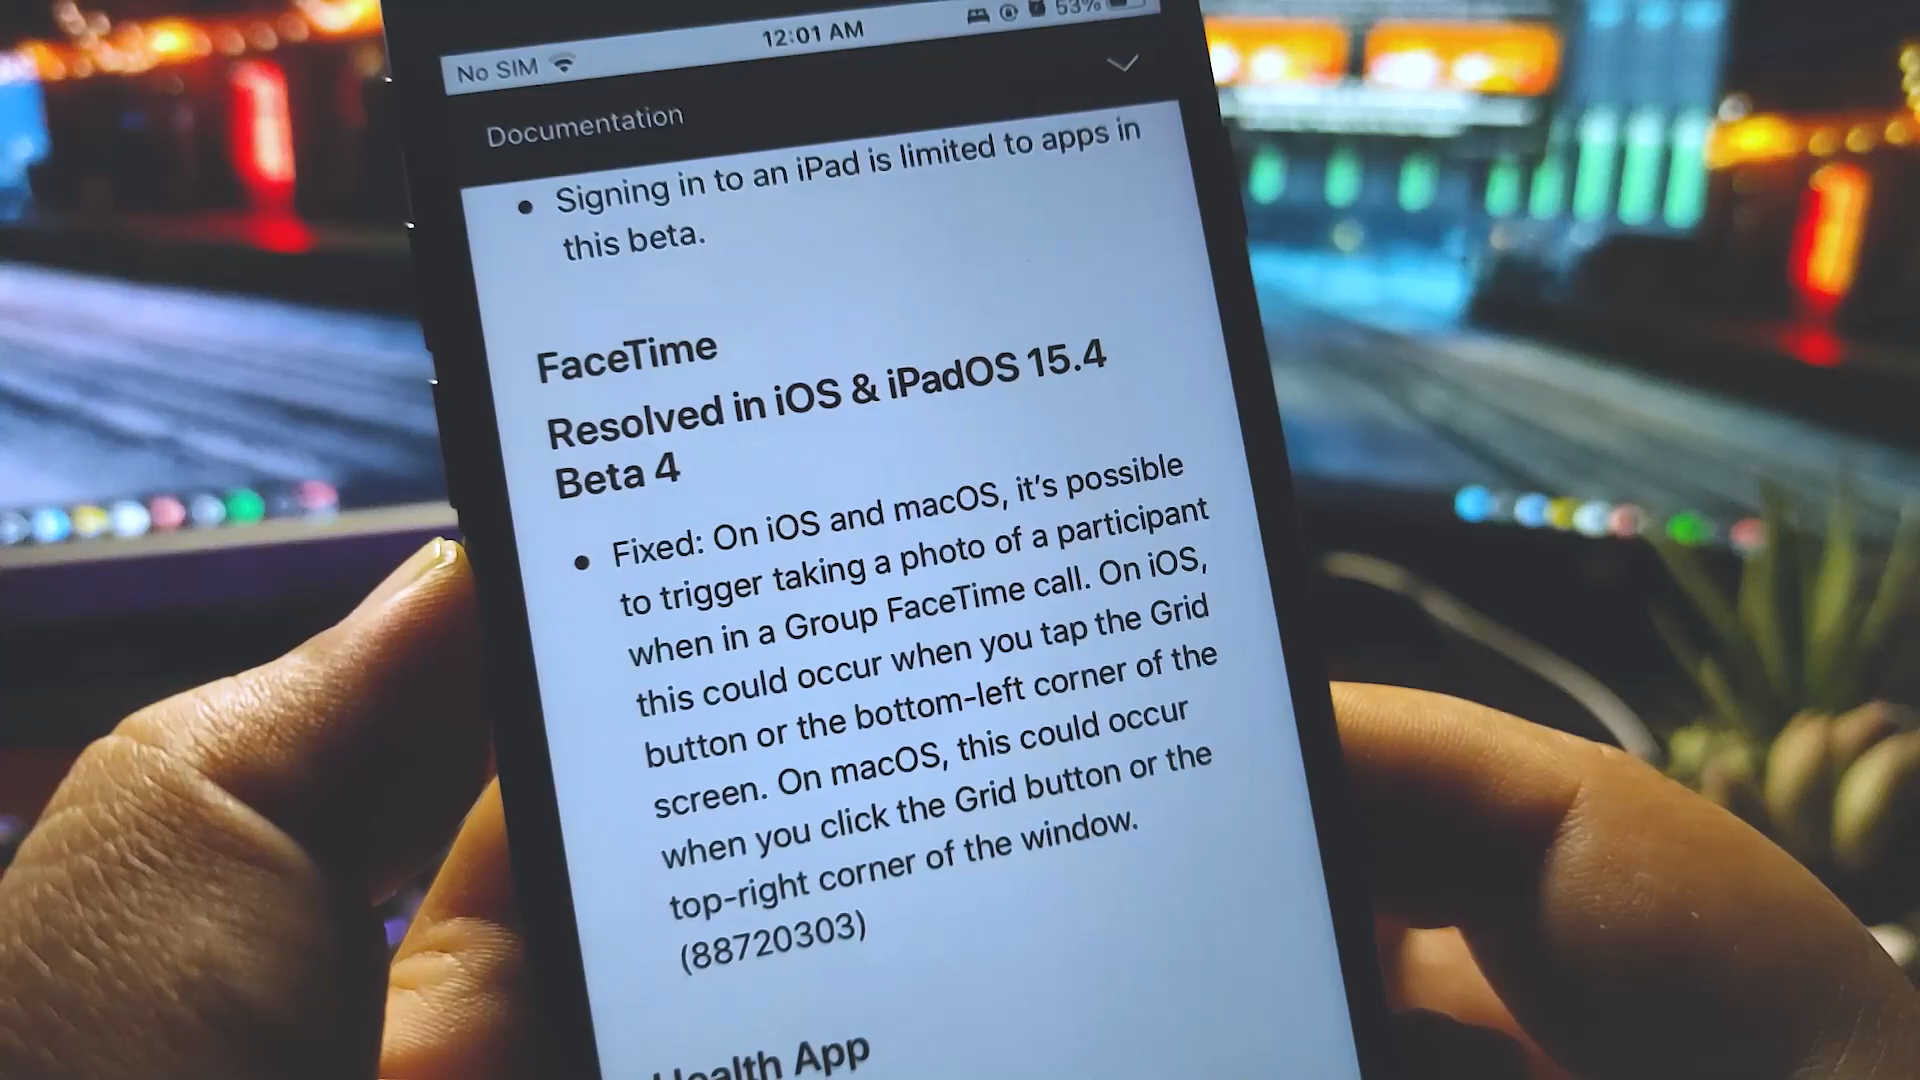 No SIM 12:01 AM 53%
Documentation
Signing in to an iPad is limited to apps in
this beta.
FaceTime
Resolved in iOS & iPadOS 15.4
Beta 4
Fixed: On iOS and macOS, it's possible
to trigger taking a photo of a participant
when in a Group FaceTime call. On iOS,
this could occur when you tap the Grid
button or the bottom-left corner of the
screen. On macOS, this could occur
when you click the Grid button or the
top-right corner of the window.
(88720303)
Health App